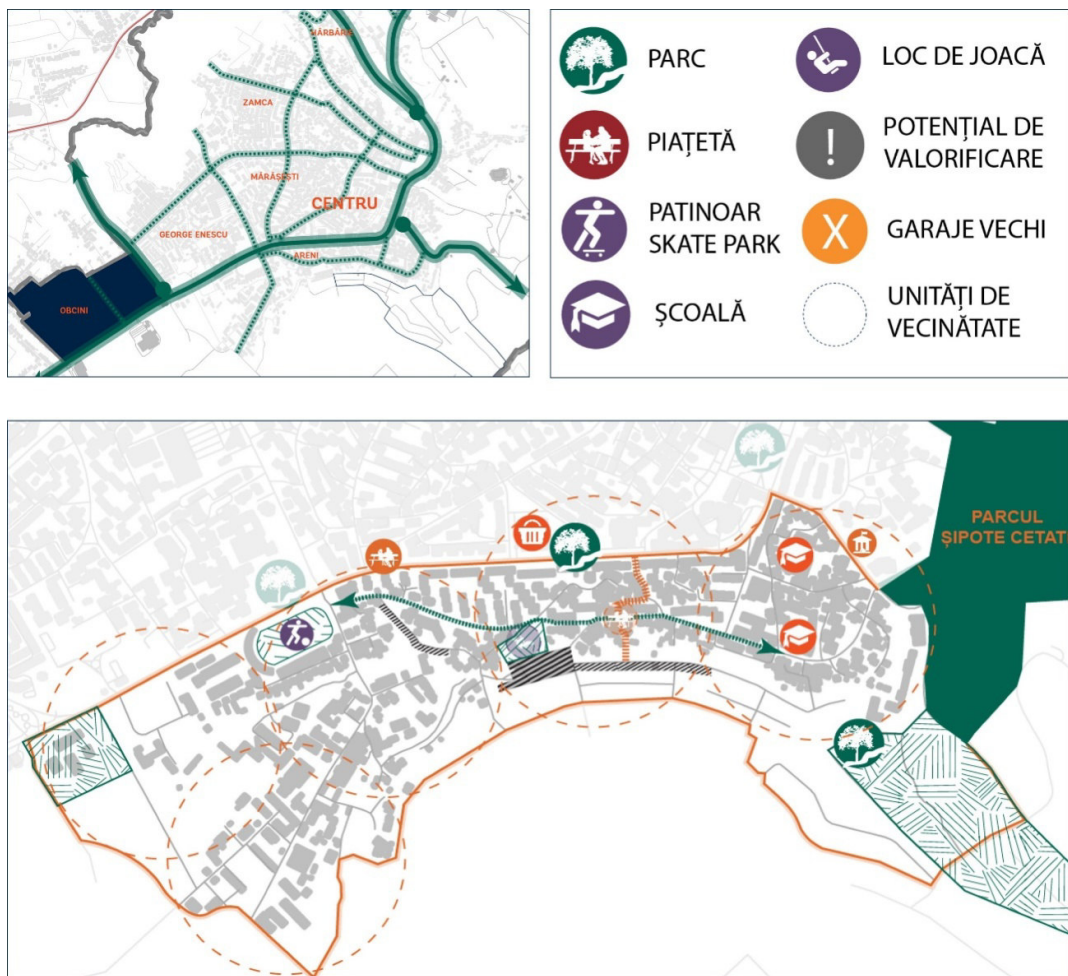 BĂRBĂRIE
ZAMCA
MĂRĂȘEȘTI
CENTRU
GEORGE ENESCU
ARENI
OBCINI
PARC
LOC DE JOACĂ
PIAȚETĂ
!
POTENȚIAL DE
VALORIFICARE
PATINOAR
SKATE PARK
X
GARAJE VECHI
ȘCOALĂ
UNITĂȚI DE
VECINĂTATE
PARCUL
ȘIPOTE CETAT